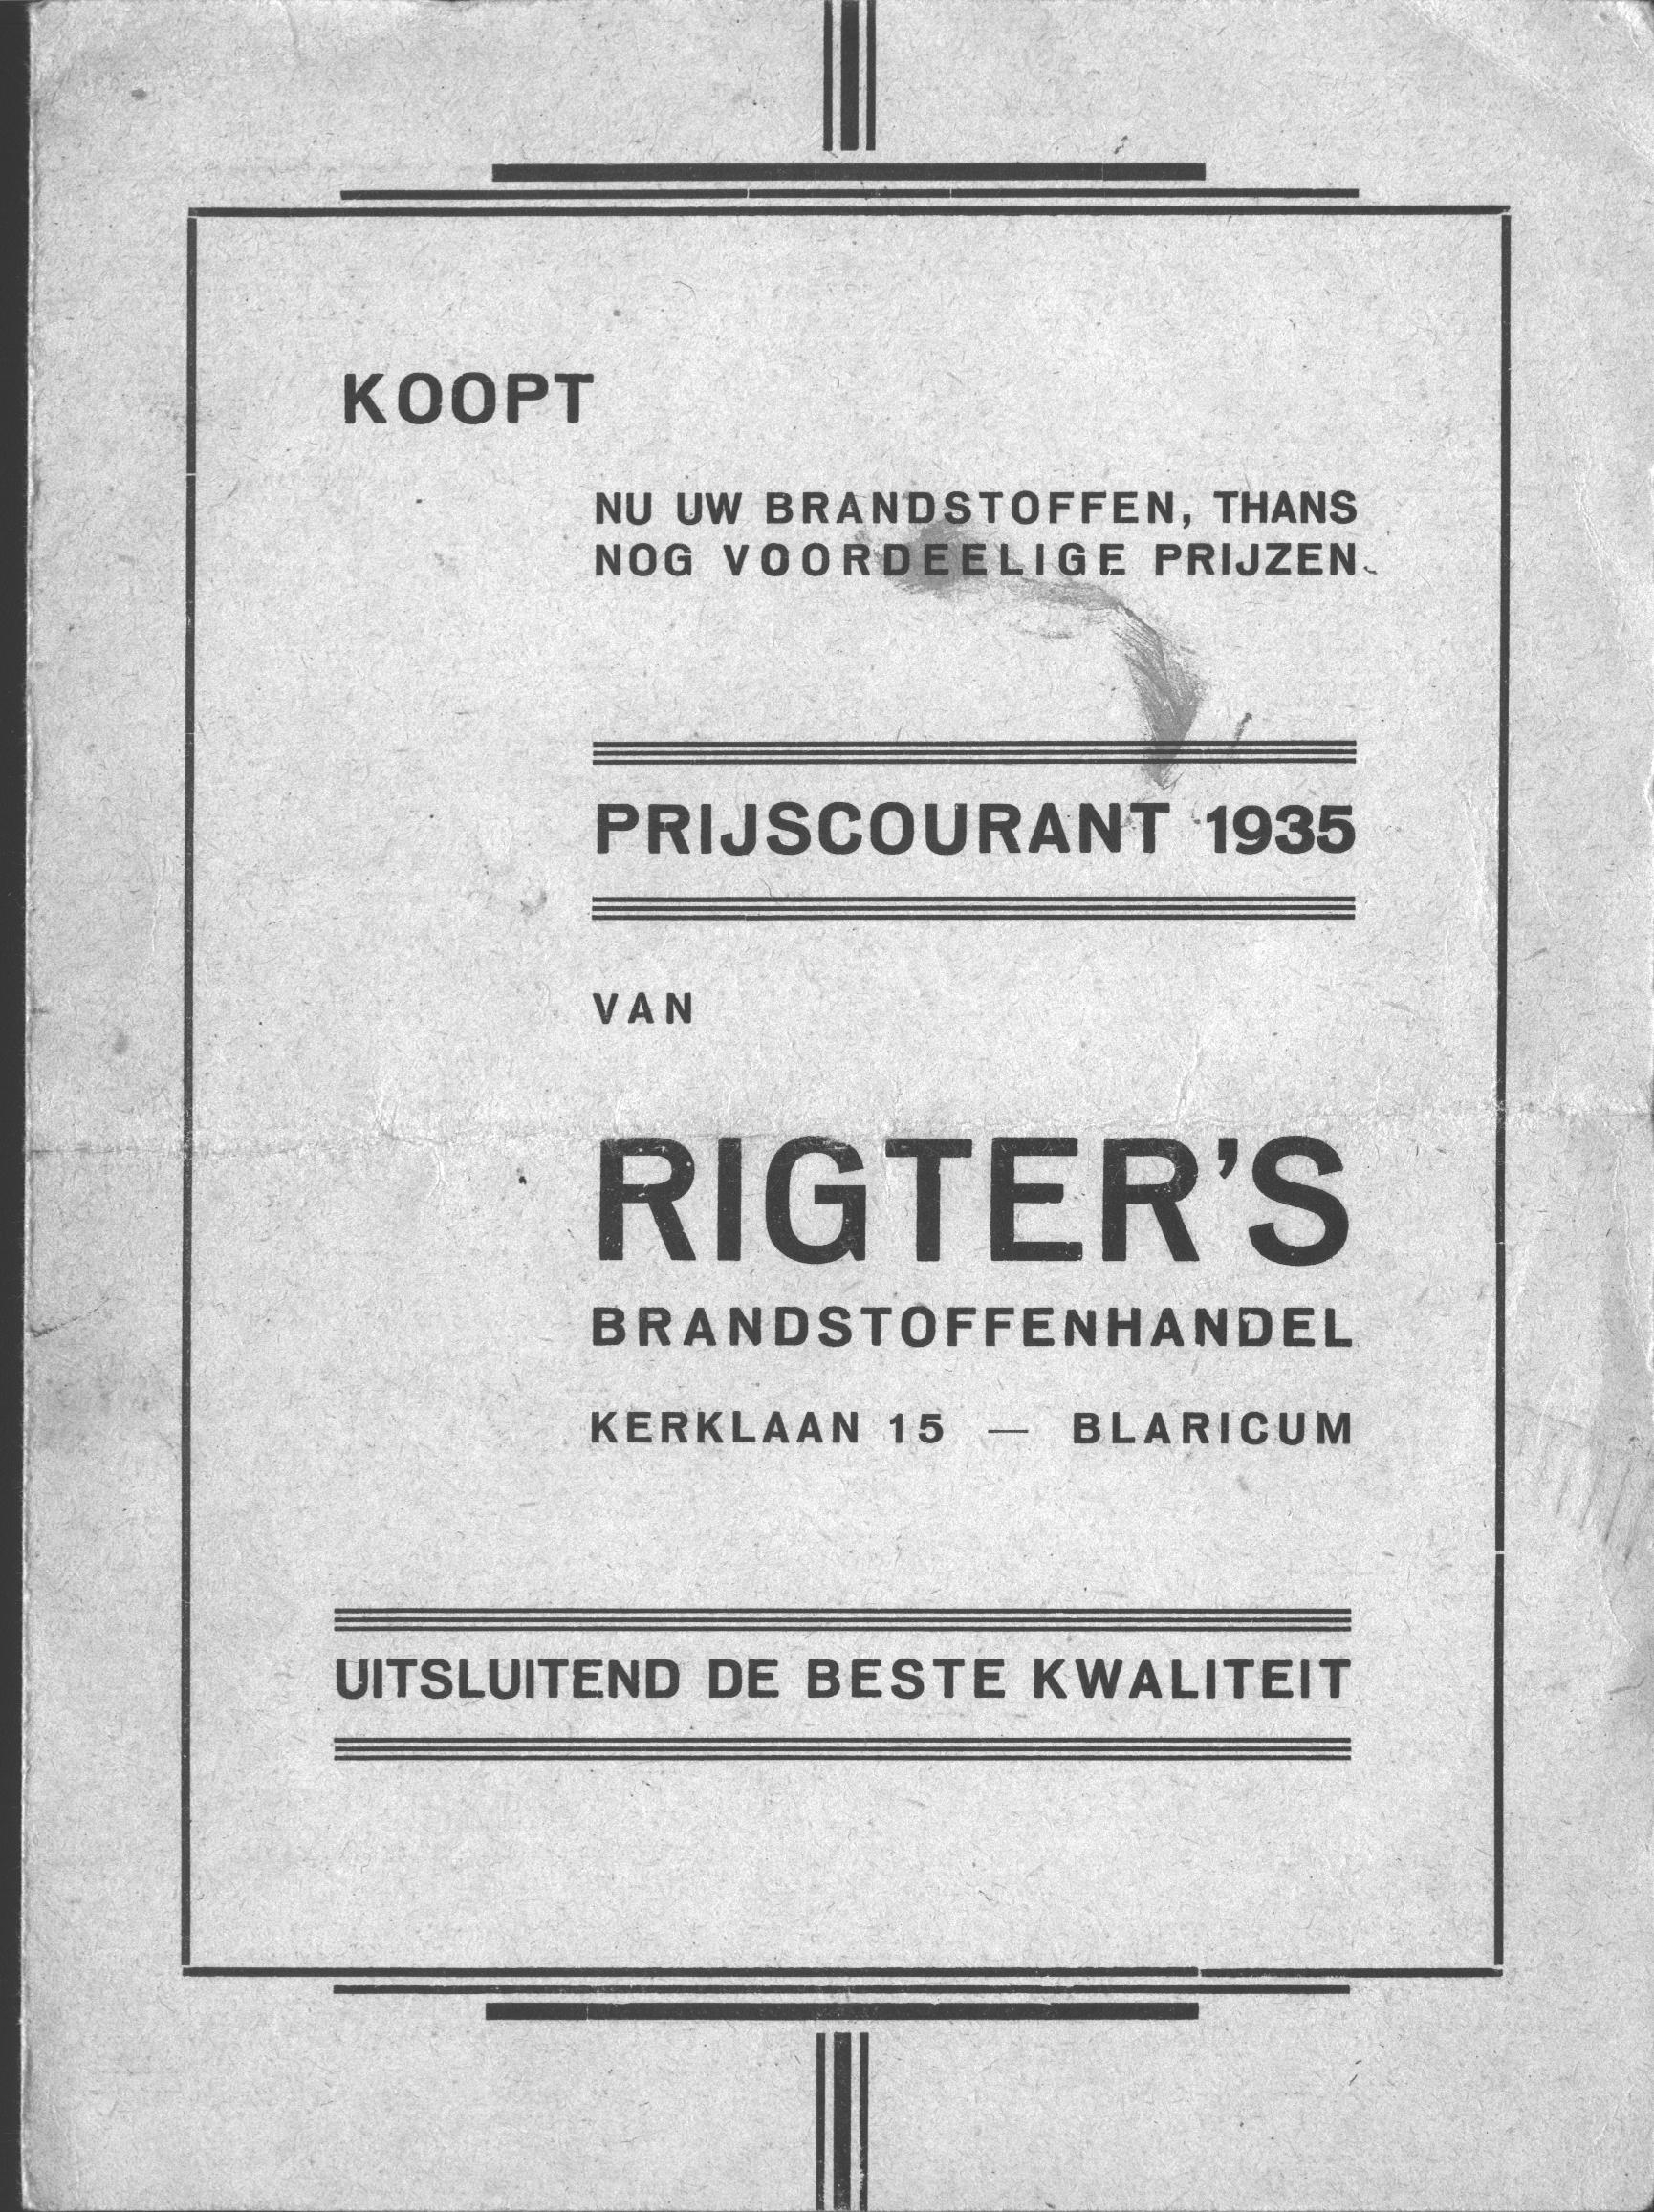 KOOPT
NU UW BRANDSTOFFEN, THANS
NOG VOORDEELIGE PRIJZEN.
PRIJSCOURANT 1935
VAN
RIGTER'S
BRANDSTOFFENHANDEL
KERKLAAN 15 — BLARICUM
UITSLUITEND DE BESTE KWALITEIT